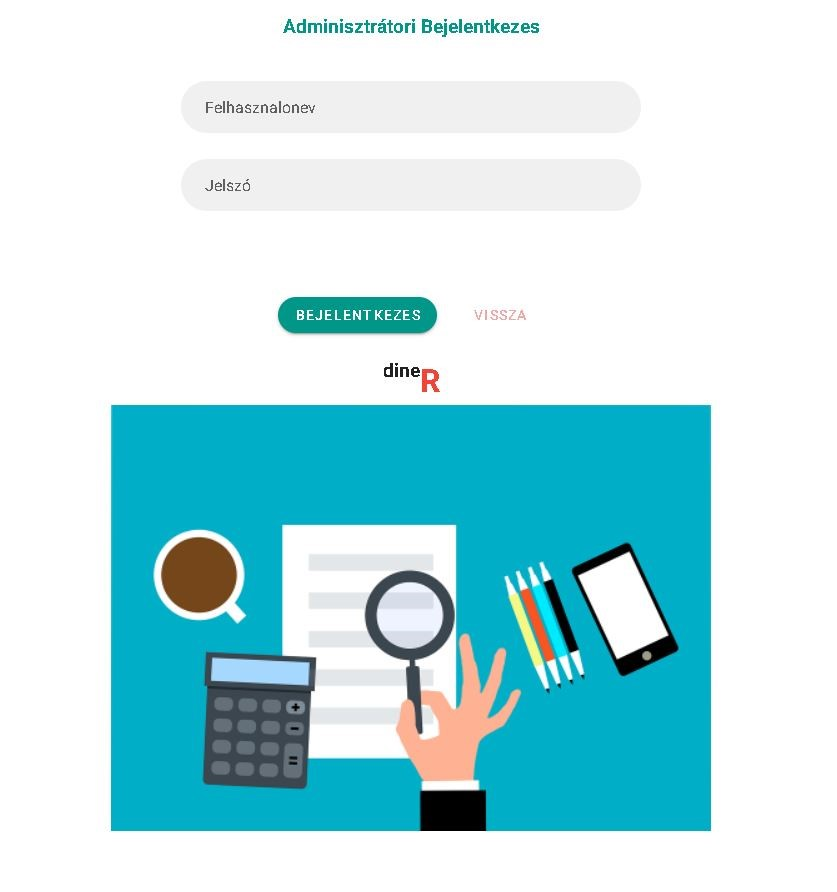 Adminisztrátori Bejelentkezes
Felhasznalonev
Jelszó
BEJELENTKEZES VISSZA
dineR
+
-
=